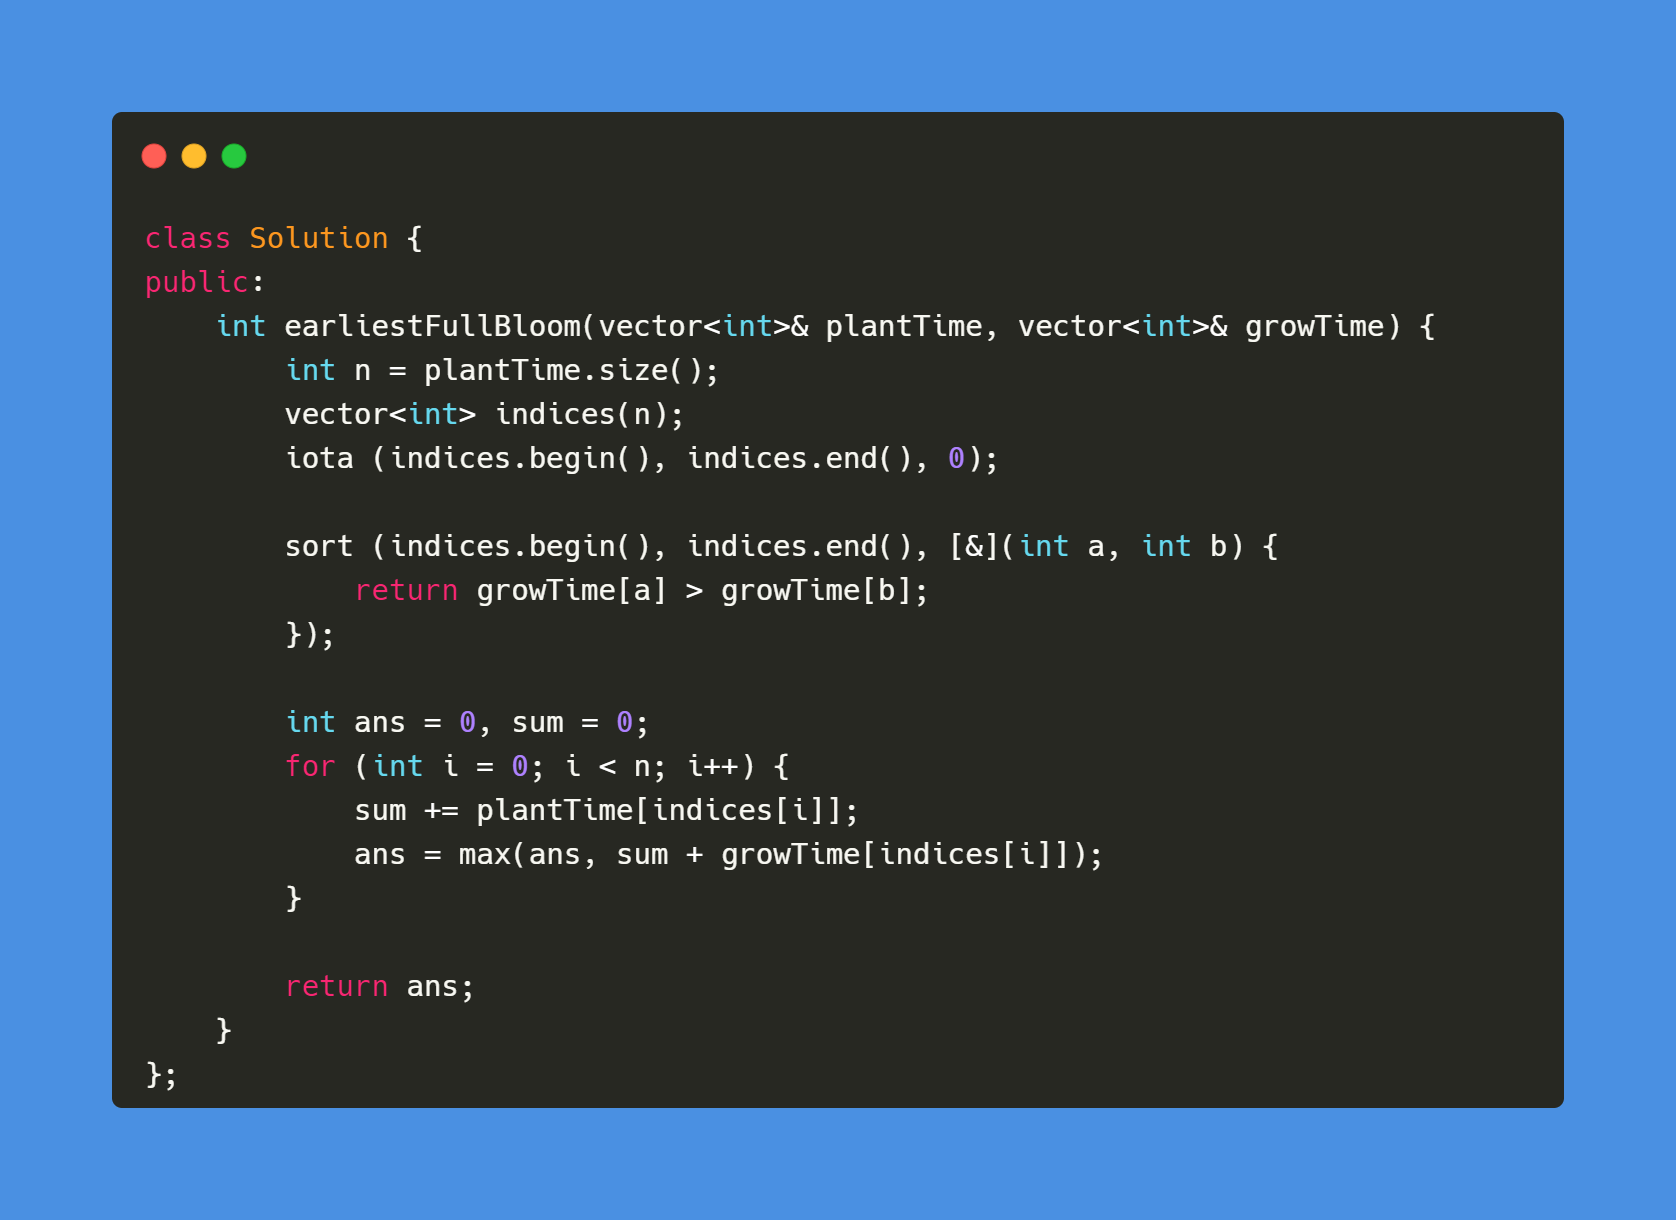 class Solution {
public:
    int earliestFullBloom(vector<int>& plantTime, vector<int>& growTime) {
        int n = plantTime.size();
        vector<int> indices(n);
        iota (indices.begin(), indices.end(), 0);

        sort (indices.begin(), indices.end(), [&](int a, int b) {
            return growTime[a] > growTime[b];
        });

        int ans = 0, sum = 0;
        for (int i = 0; i < n; i++) {
            sum += plantTime[indices[i]];
            ans = max(ans, sum + growTime[indices[i]]);
        }

        return ans;
    }
};